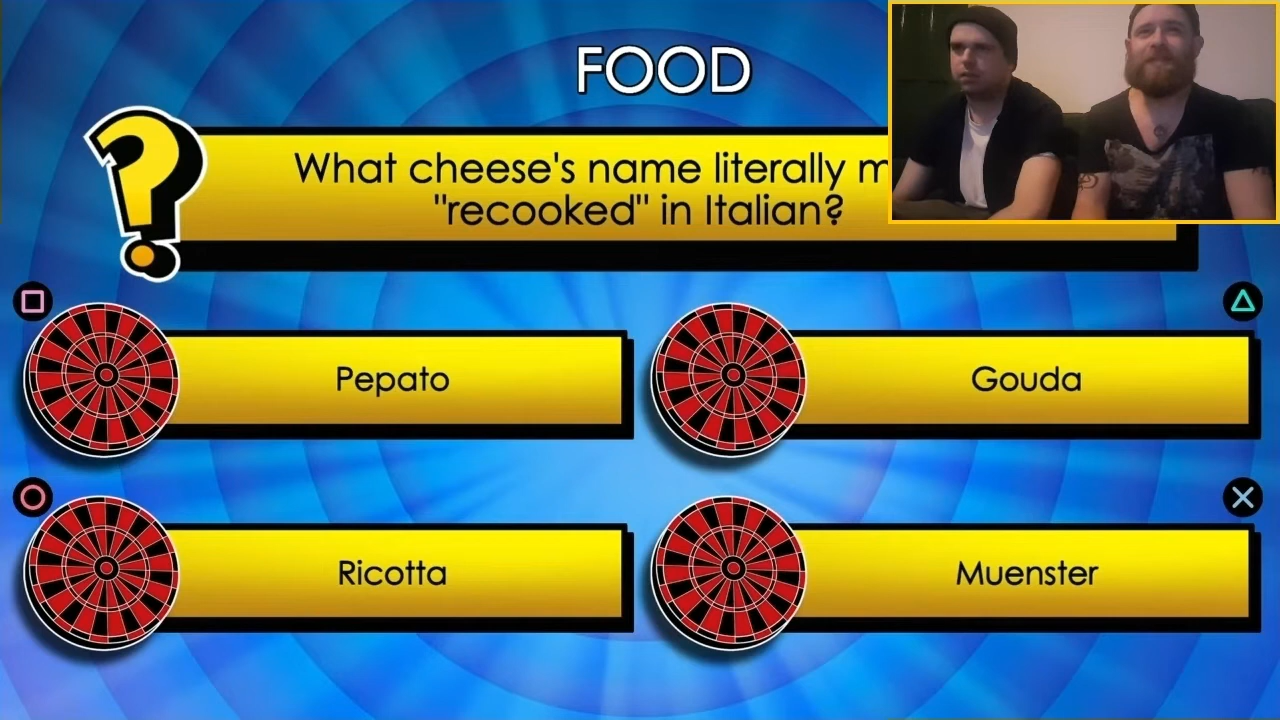 FOOD
What cheese's name literally m
"recooked" in Italian?
Pepato
Gouda
Ricotta
Muenster